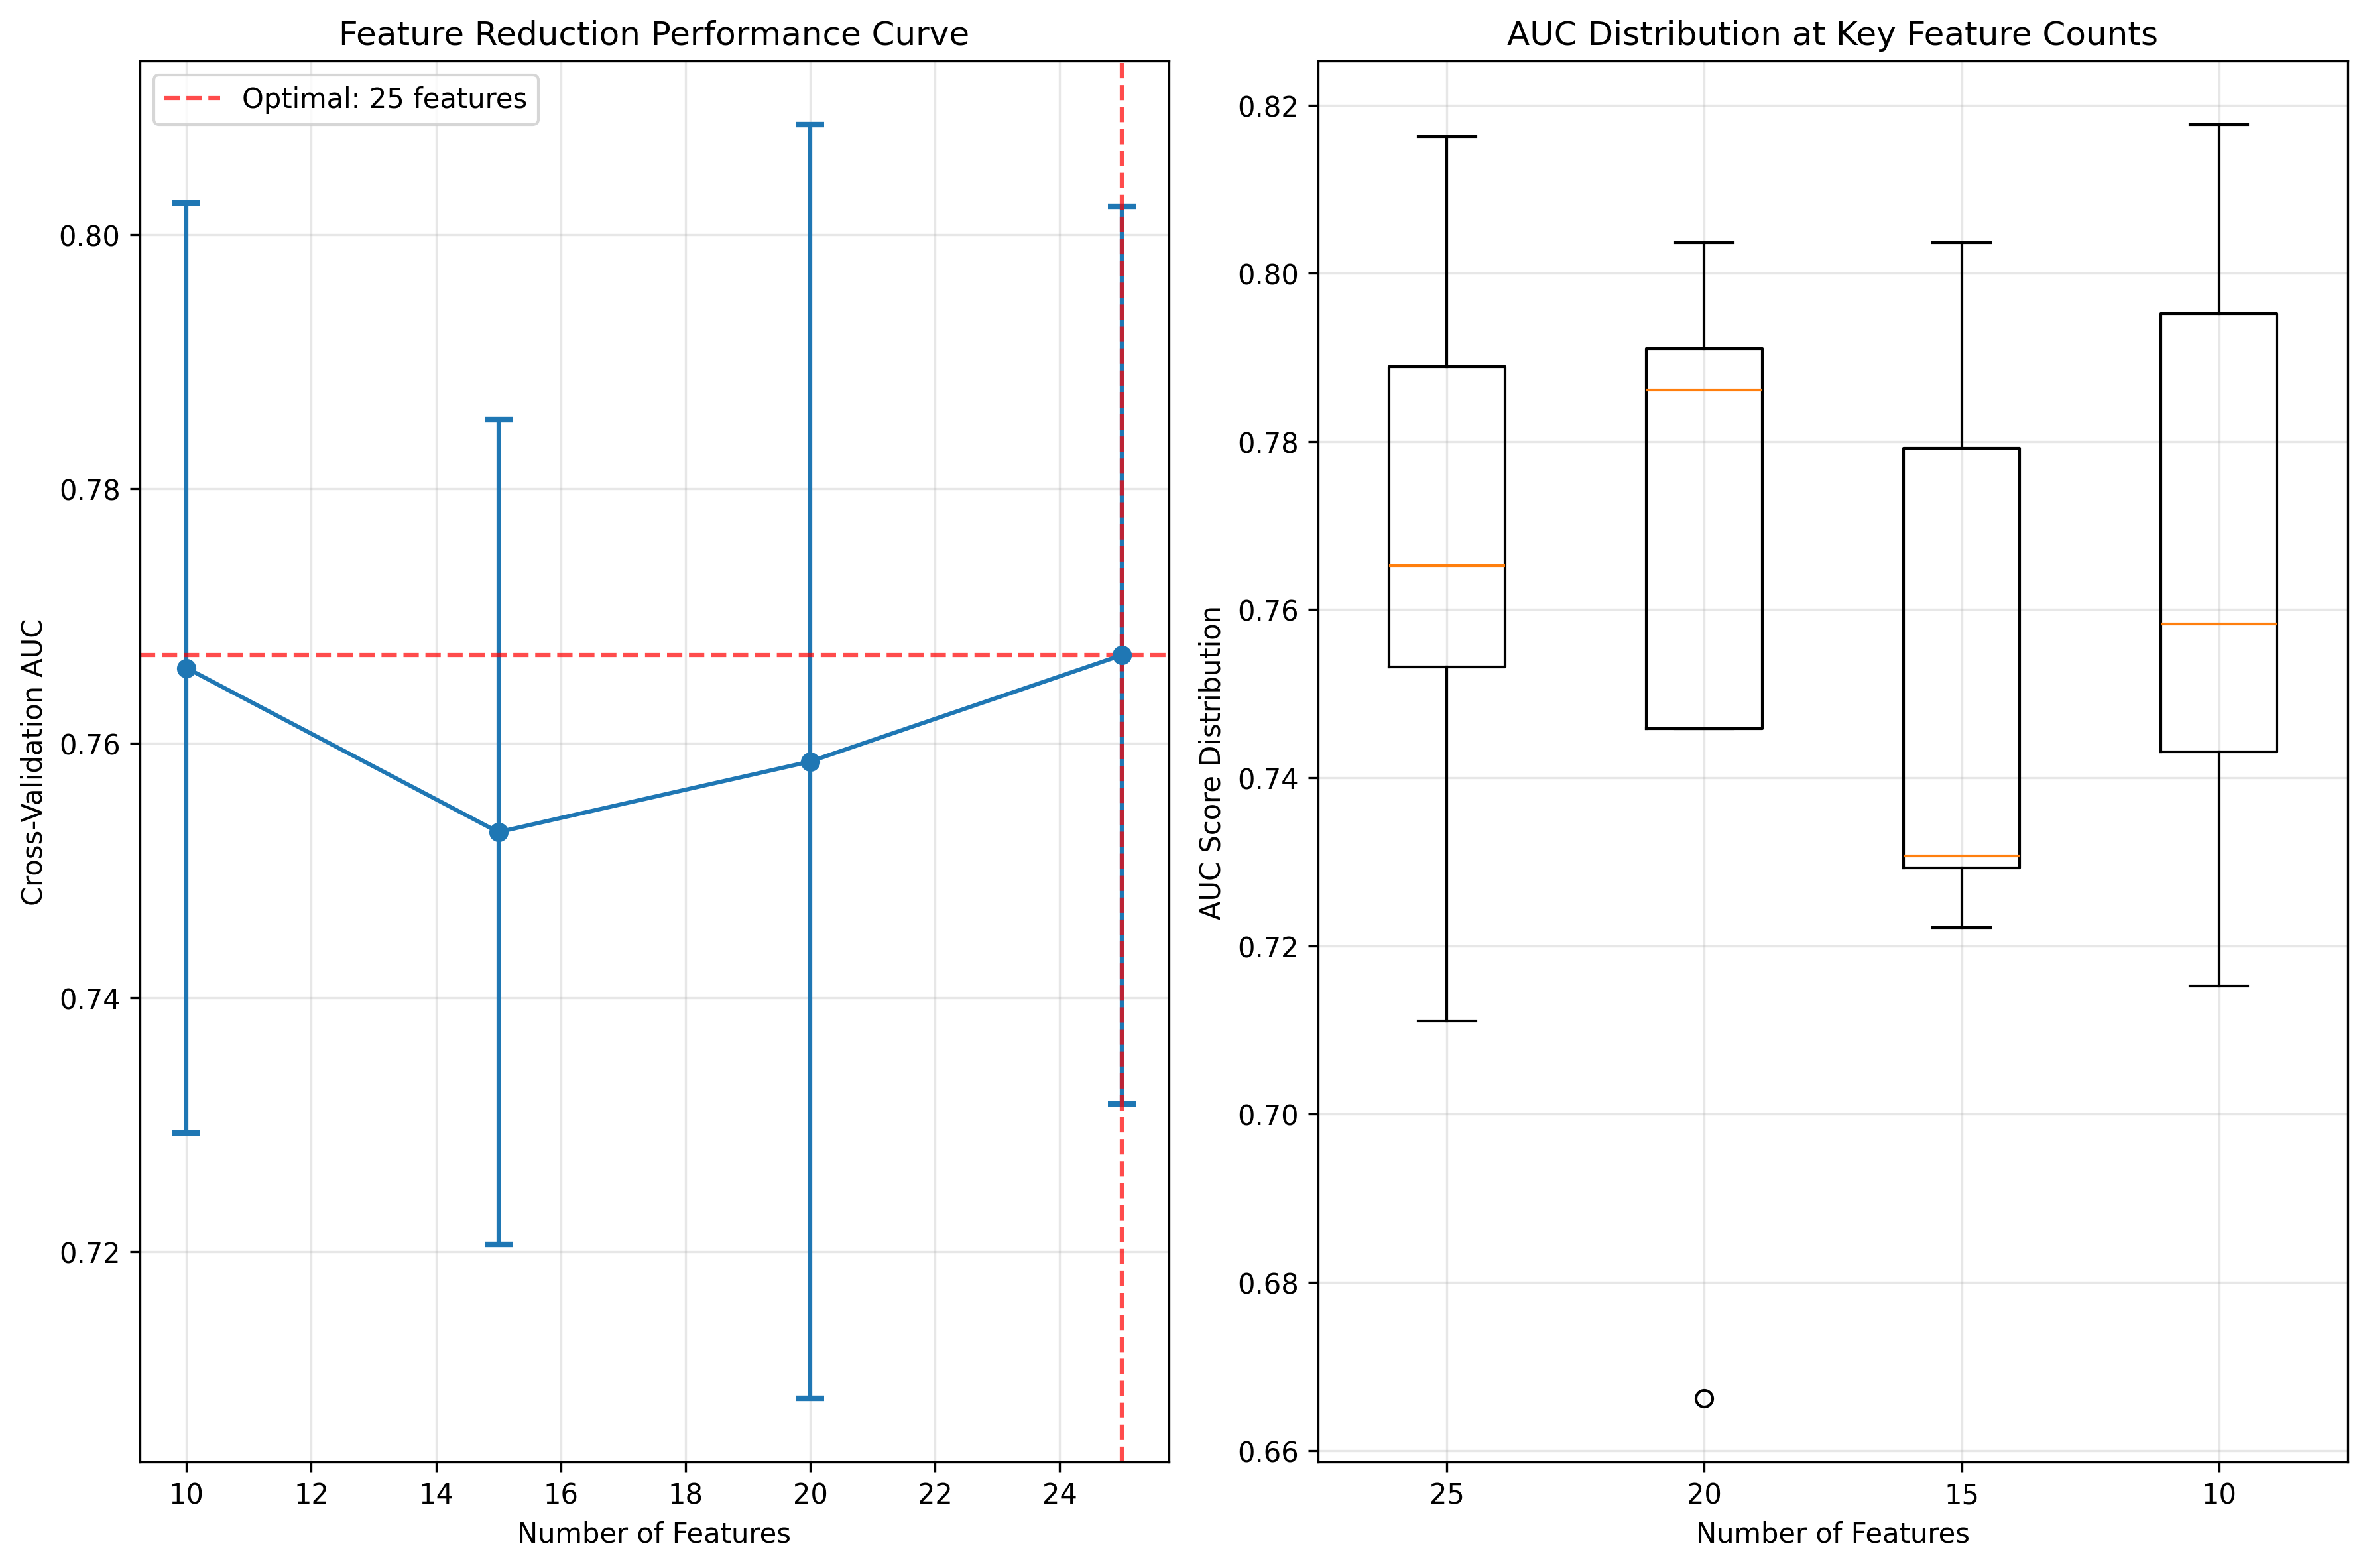 Feature Reduction Performance Curve
Optimal: 25 features
Cross-Validation AUC
0.80
0.78
0.76
0.74
0.72
10 12 14 16 18 20 22 24
Number of Features
AUC Distribution at Key Feature Counts
AUC Score Distribution
0.82
0.80
0.78
0.76
0.74
0.72
0.70
0.68
0.66
25 20 15 10
Number of Features